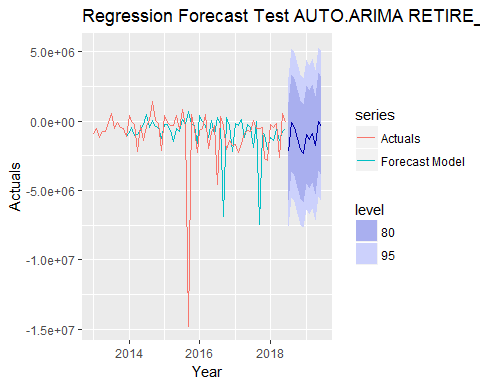 Regression Forecast Test AUTO.ARIMA RETIRE_
5.0e+06
0.0e+00
-5.0e+06
-1.0e+07
-1.5e+07
Actuals
2014
2016
2018
Year
series
Actuals
Forecast Model
level
80
95